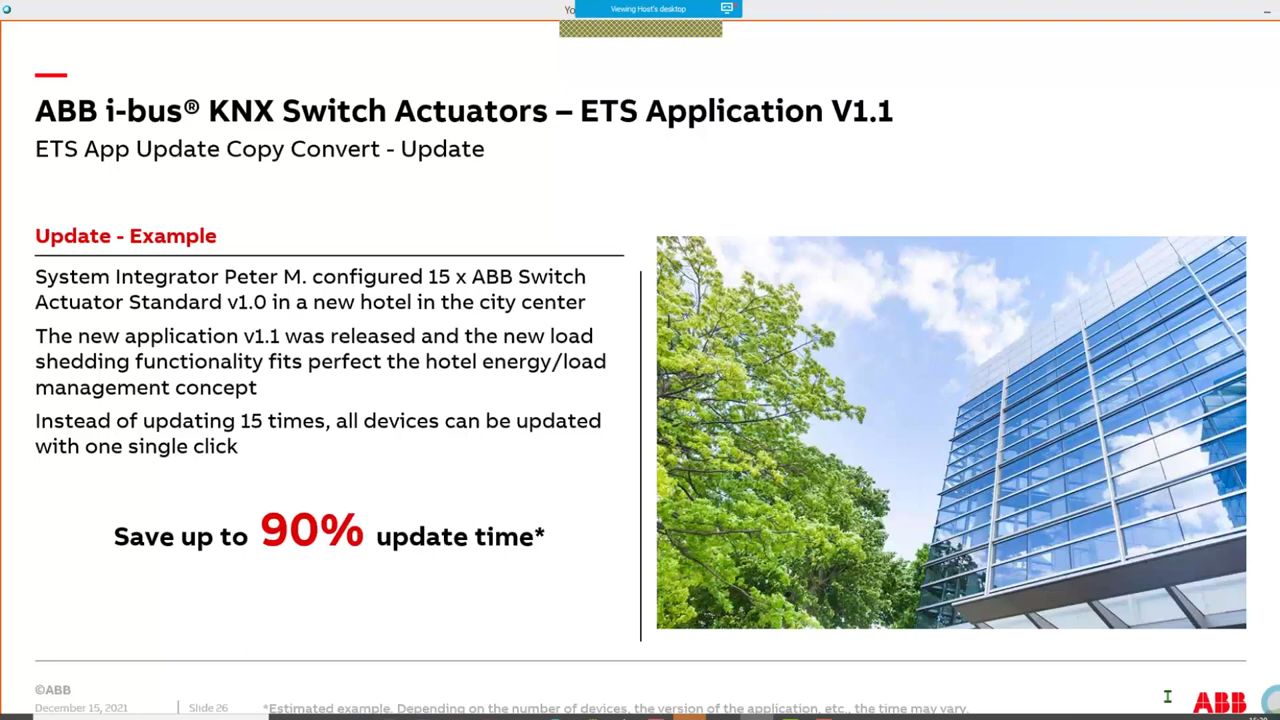 Yo
Viewing Host's desktop
ABB i-bus® KNX Switch Actuators – ETS Application V1.1
ETS App Update Copy Convert - Update
Update - Example
System Integrator Peter M. configured 15 x ABB Switch
Actuator Standard v1.0 in a new hotel in the city center
The new application v1.1 was released and the new load
shedding functionality fits perfect the hotel energy/load
management concept
Instead of updating 15 times, all devices can be updated
with one single click
Save up to 90% update time*
©ABB
December 15, 2021
Slide 26
*Estimated example. Depending on the number of devices, the version of the application, etc., the time may vary.
ABB